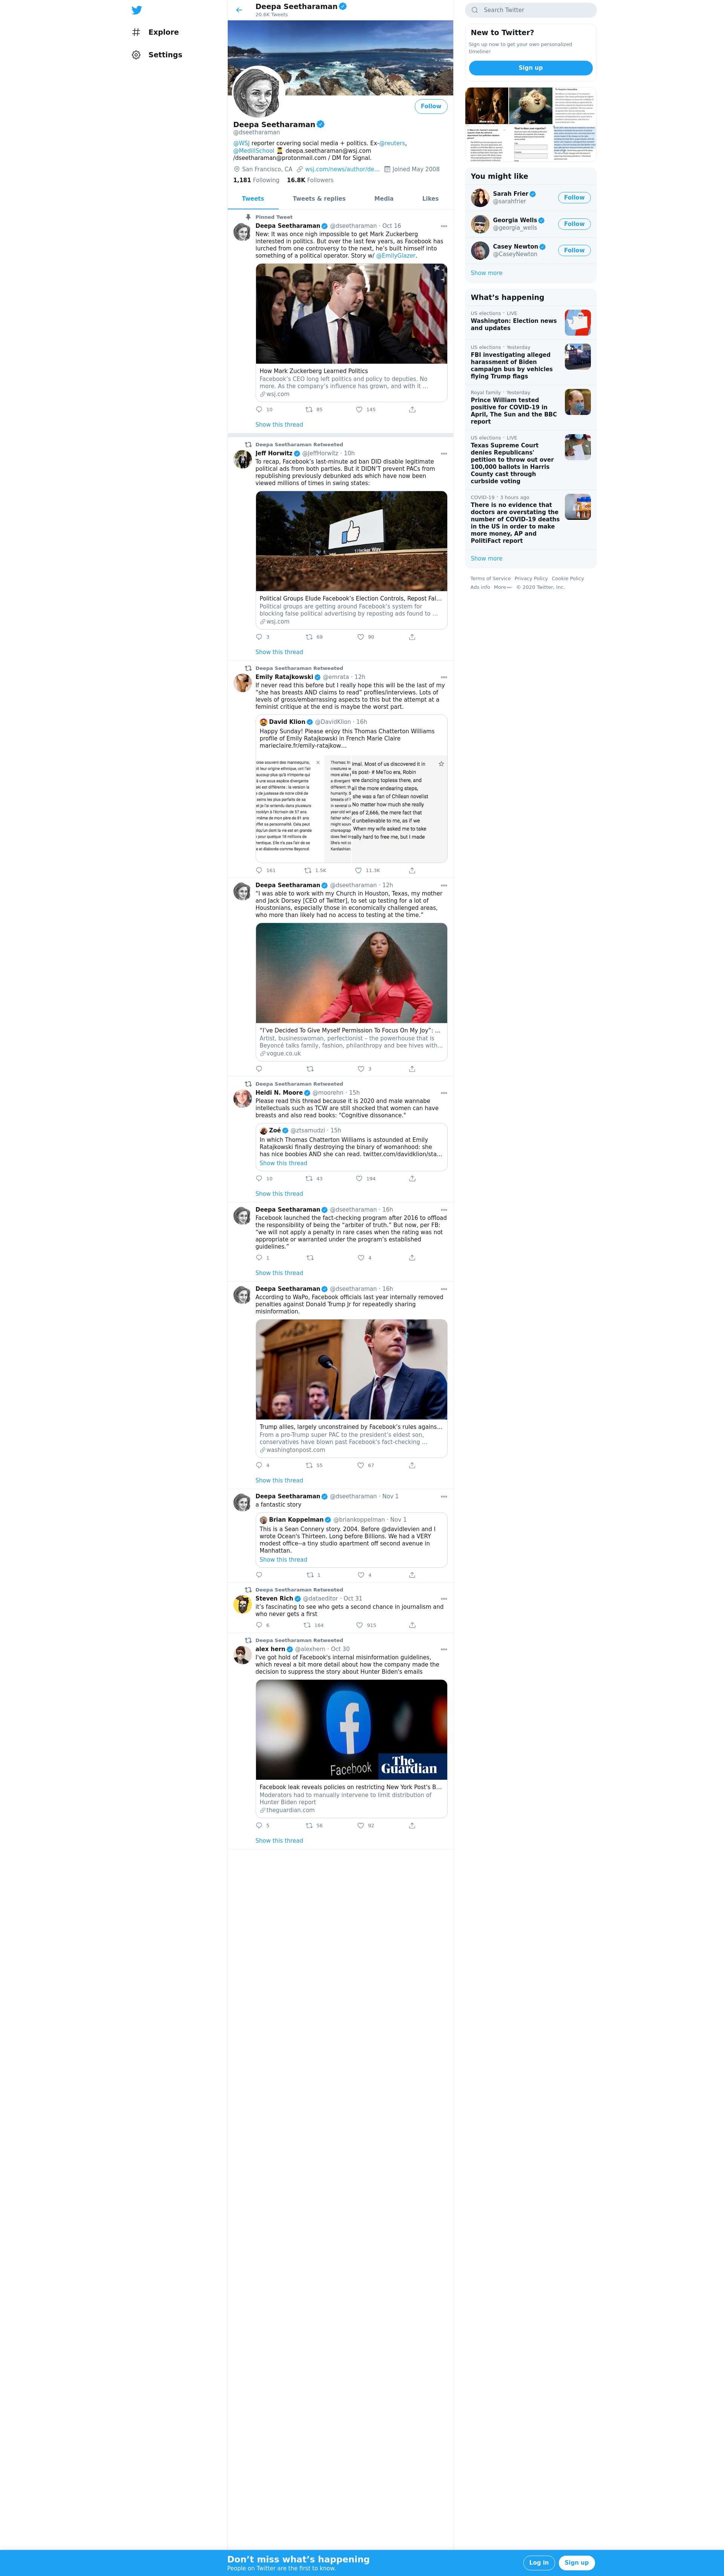 Deepa Seetharaman
20.6K Tweets
Explore
Settings
Search Twitter
New to Twitter?
Sign up now to get your own personalized
timeline!
Sign up
Follow
Deepa Seetharaman
@dseetharaman
@WSJ reporter covering social media + politics. Ex-@reuters,
@MedillSchool deepa.seetharaman@wsj.com
/dseetharaman@protonmail.com / DM for Signal.
San Francisco, CA wsj.com/news/author/de… Joined May 2008
1,181 Following 16.8K Followers
Tweets Tweets & replies Media Likes
Pinned Tweet
Deepa Seetharaman @dseetharaman · Oct 16
New: It was once nigh impossible to get Mark Zuckerberg
interested in politics. But over the last few years, as Facebook has
lurched from one controversy to the next, he's built himself into
something of a political operator. Story w/ @EmilyGlazer.
How Mark Zuckerberg Learned Politics
Facebook's CEO long left politics and policy to deputies. No
more. As the company's influence has grown, and with it …
wsj.com
10 85 145
Show this thread
Deepa Seetharaman Retweeted
Jeff Horwitz @JeffHorwitz · 10h
To recap, Facebook's last-minute ad ban DID disable legitimate
political ads from both parties. But it DIDN'T prevent PACs from
republishing previously debunked ads which have now been
viewed millions of times in swing states:
Political Groups Elude Facebook's Election Controls, Repost Fal…
Political groups are getting around Facebook's system for
blocking false political advertising by reposting ads found to …
wsj.com
3 69 90
Show this thread
Deepa Seetharaman Retweeted
Emily Ratajkowski @emrata · 12h
If never read this before but I really hope this will be the last of my
"she has breasts AND claims to read" profiles/interviews. Lots of
levels of gross/embarrassing aspects to this but the attempt at a
feminist critique at the end is maybe the worst part.
David Klion @DavidKlion · 16h
Happy Sunday! Please enjoy this Thomas Chatterton Williams
profile of Emily Ratajkowski in French Marie Claire
marieclaire.fr/emily-ratajkow…
161 1.5K 11.3K
Deepa Seetharaman @dseetharaman · 12h
"I was able to work with my Church in Houston, Texas, my mother
and Jack Dorsey [CEO of Twitter], to set up testing for a lot of
Houstonians, especially those in economically challenged areas,
who more than likely had no access to testing at the time."
"I've Decided To Give Myself Permission To Focus On My Joy": …
Artist, businesswoman, perfectionist – the powerhouse that is
Beyoncé talks family, fashion, philanthropy and bee hives with…
vogue.co.uk
3
Deepa Seetharaman Retweeted
Heidi N. Moore @moorehn · 15h
Please read this thread because it is 2020 and male wannabe
intellectuals such as TCW are still shocked that women can have
breasts and also read books: "Cognitive dissonance."
Zoé @ztsamudzi · 15h
In which Thomas Chatterton Williams is astounded at Emily
Ratajkowski finally destroying the binary of womanhood: she
has nice boobies AND she can read. twitter.com/davidklion/sta…
Show this thread
10 43 194
Show this thread
Deepa Seetharaman @dseetharaman · 16h
Facebook launched the fact-checking program after 2016 to offload
the responsibility of being the "arbiter of truth." But now, per FB:
"we will not apply a penalty in rare cases when the rating was not
appropriate or warranted under the program's established
guidelines."
1 4
Show this thread
Deepa Seetharaman @dseetharaman · 16h
According to WaPo, Facebook officials last year internally removed
penalties against Donald Trump Jr for repeatedly sharing
misinformation.
Trump allies, largely unconstrained by Facebook's rules agains…
From a pro-Trump super PAC to the president's eldest son,
conservatives have blown past Facebook's fact-checking …
washingtonpost.com
4 55 67
Show this thread
Deepa Seetharaman @dseetharaman · Nov 1
a fantastic story
Brian Koppelman @briankoppelman · Nov 1
This is a Sean Connery story. 2004. Before @davidlevien and I
wrote Ocean's Thirteen. Long before Billions. We had a VERY
modest office--a tiny studio apartment off second avenue in
Manhattan.
Show this thread
1 4
Deepa Seetharaman Retweeted
Steven Rich @dataeditor · Oct 31
it's fascinating to see who gets a second chance in journalism and
who never gets a first
6 164 915
Deepa Seetharaman Retweeted
alex hern @alexhern · Oct 30
I've got hold of Facebook's internal misinformation guidelines,
which reveal a bit more detail about how the company made the
decision to suppress the story about Hunter Biden's emails
Facebook
The Guardian
Facebook leak reveals policies on restricting New York Post's B…
Moderators had to manually intervene to limit distribution of
Hunter Biden report
theguardian.com
5 56 92
Show this thread
You might like
Sarah Frier
@sarahfrier
Follow
Georgia Wells
@georgia_wells
Follow
Casey Newton
@CaseyNewton
Follow
Show more
What's happening
US elections · LIVE
Washington: Election news
and updates
US elections · Yesterday
FBI investigating alleged
harassment of Biden
campaign bus by vehicles
flying Trump flags
Royal family · Yesterday
Prince William tested
positive for COVID-19 in
April, The Sun and the BBC
report
US elections · LIVE
Texas Supreme Court
denies Republicans'
petition to throw out over
100,000 ballots in Harris
County cast through
curbside voting
COVID-19 · 3 hours ago
There is no evidence that
doctors are overstating the
number of COVID-19 deaths
in the US in order to make
more money, AP and
PolitiFact report
Show more
Terms of Service Privacy Policy Cookie Policy
Ads info More © 2020 Twitter, Inc.
Don't miss what's happening
People on Twitter are the first to know.
Log in
Sign up